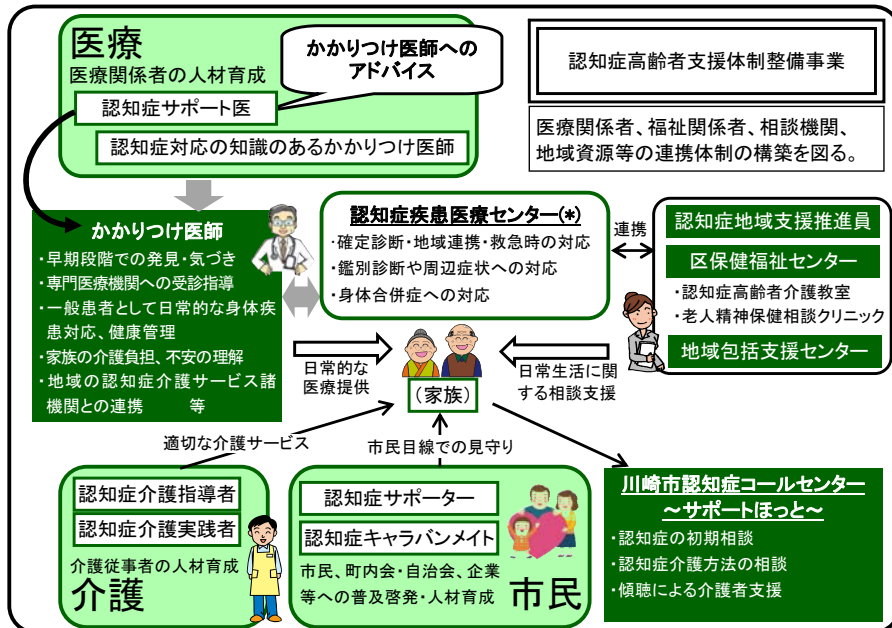 医療
医療関係者の人材育成
認知症サポート医
認知症対応の知識のあるかかりつけ医師
かかりつけ医師への
アドバイス
認知症高齢者支援体制整備事業
医療関係者、福祉関係者、相談機関、
地域資源等の連携体制の構築を図る。
かかりつけ医師
・早期段階での発見・気づき
・専門医療機関への受診指導
・一般患者として日常的な身体疾
患対応、健康管理
・家族の介護負担、不安の理解
・地域の認知症介護サービス諸
機関との連携 等
認知症疾患医療センター(*)
・確定診断・地域連携・救急時の対応
・鑑別診断や周辺症状への対応
・身体合併症への対応
連携
認知症地域支援推進員
区保健福祉センター
・認知症高齢者介護教室
・老人精神保健相談クリニック
地域包括支援センター
日常的な
医療提供
(家族)
日常生活に関
する相談支援
適切な介護サービス
市民目線での見守り
認知症介護指導者
認知症介護実践者
介護従事者の人材育成
介護
認知症サポーター
認知症キャラバンメイト
市民、町内会・自治会、企業
等への普及啓発・人材育成
市民
川崎市認知症コールセンター
～サポートほっと～
・認知症の初期相談
・認知症介護方法の相談
・傾聴による介護者支援